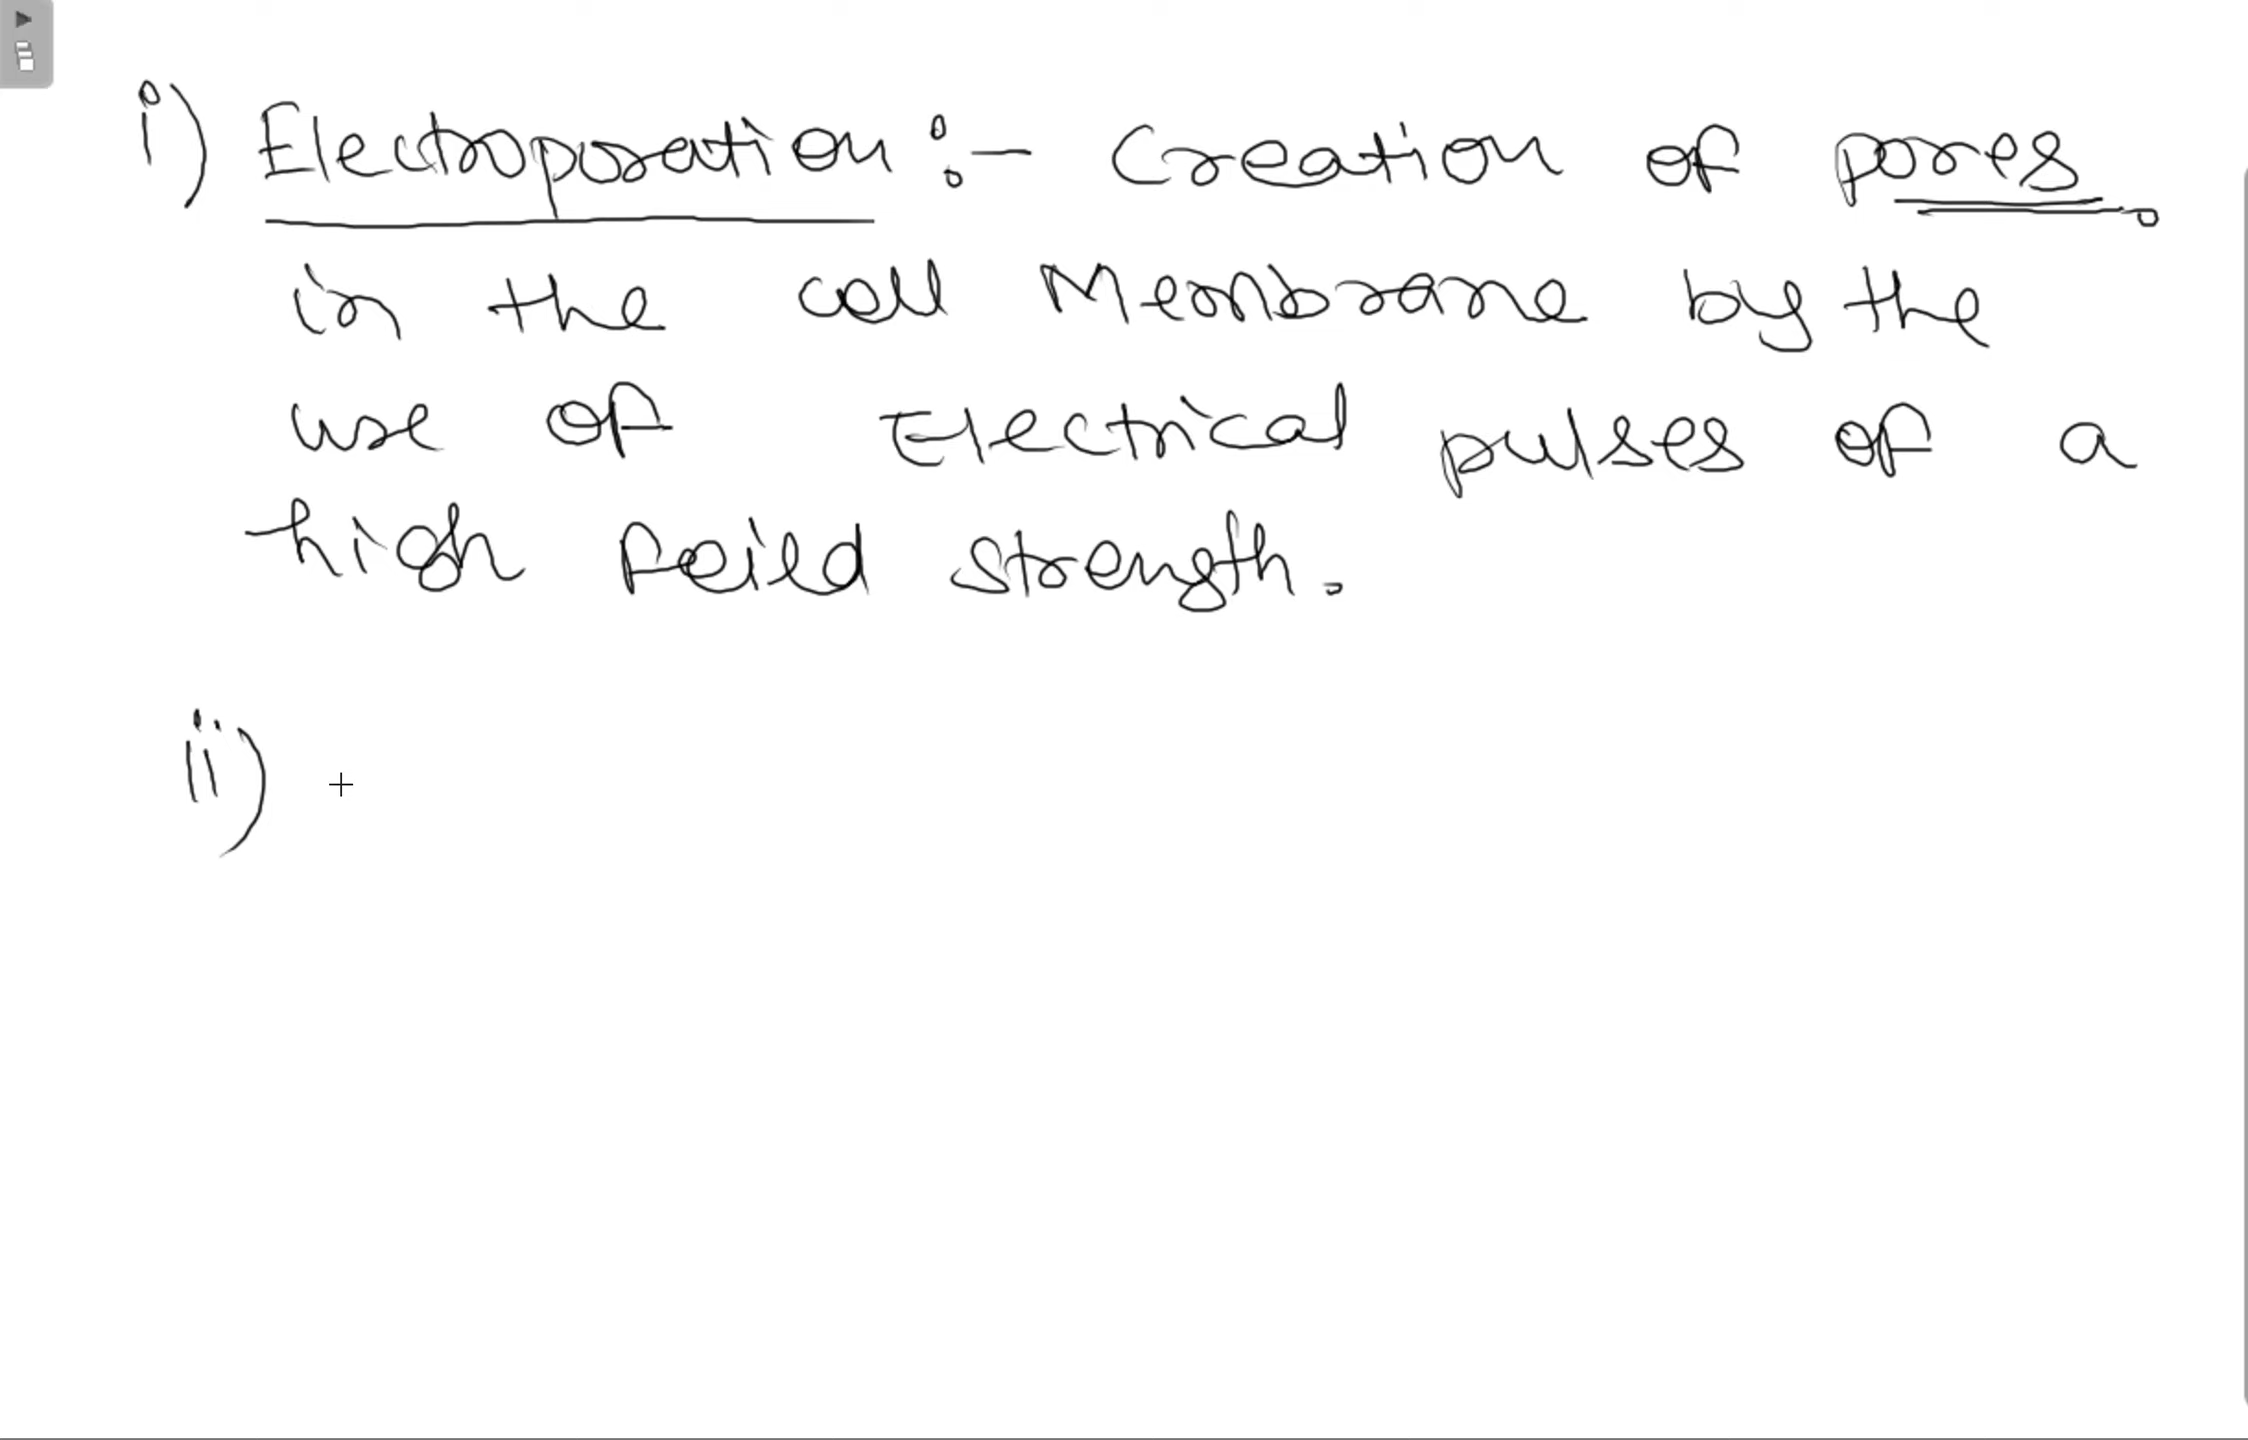 i) Electroporation :- Creation of pores
in the cell Membrane by the
use of Electrical pulses of a
high feild strength.
ii)